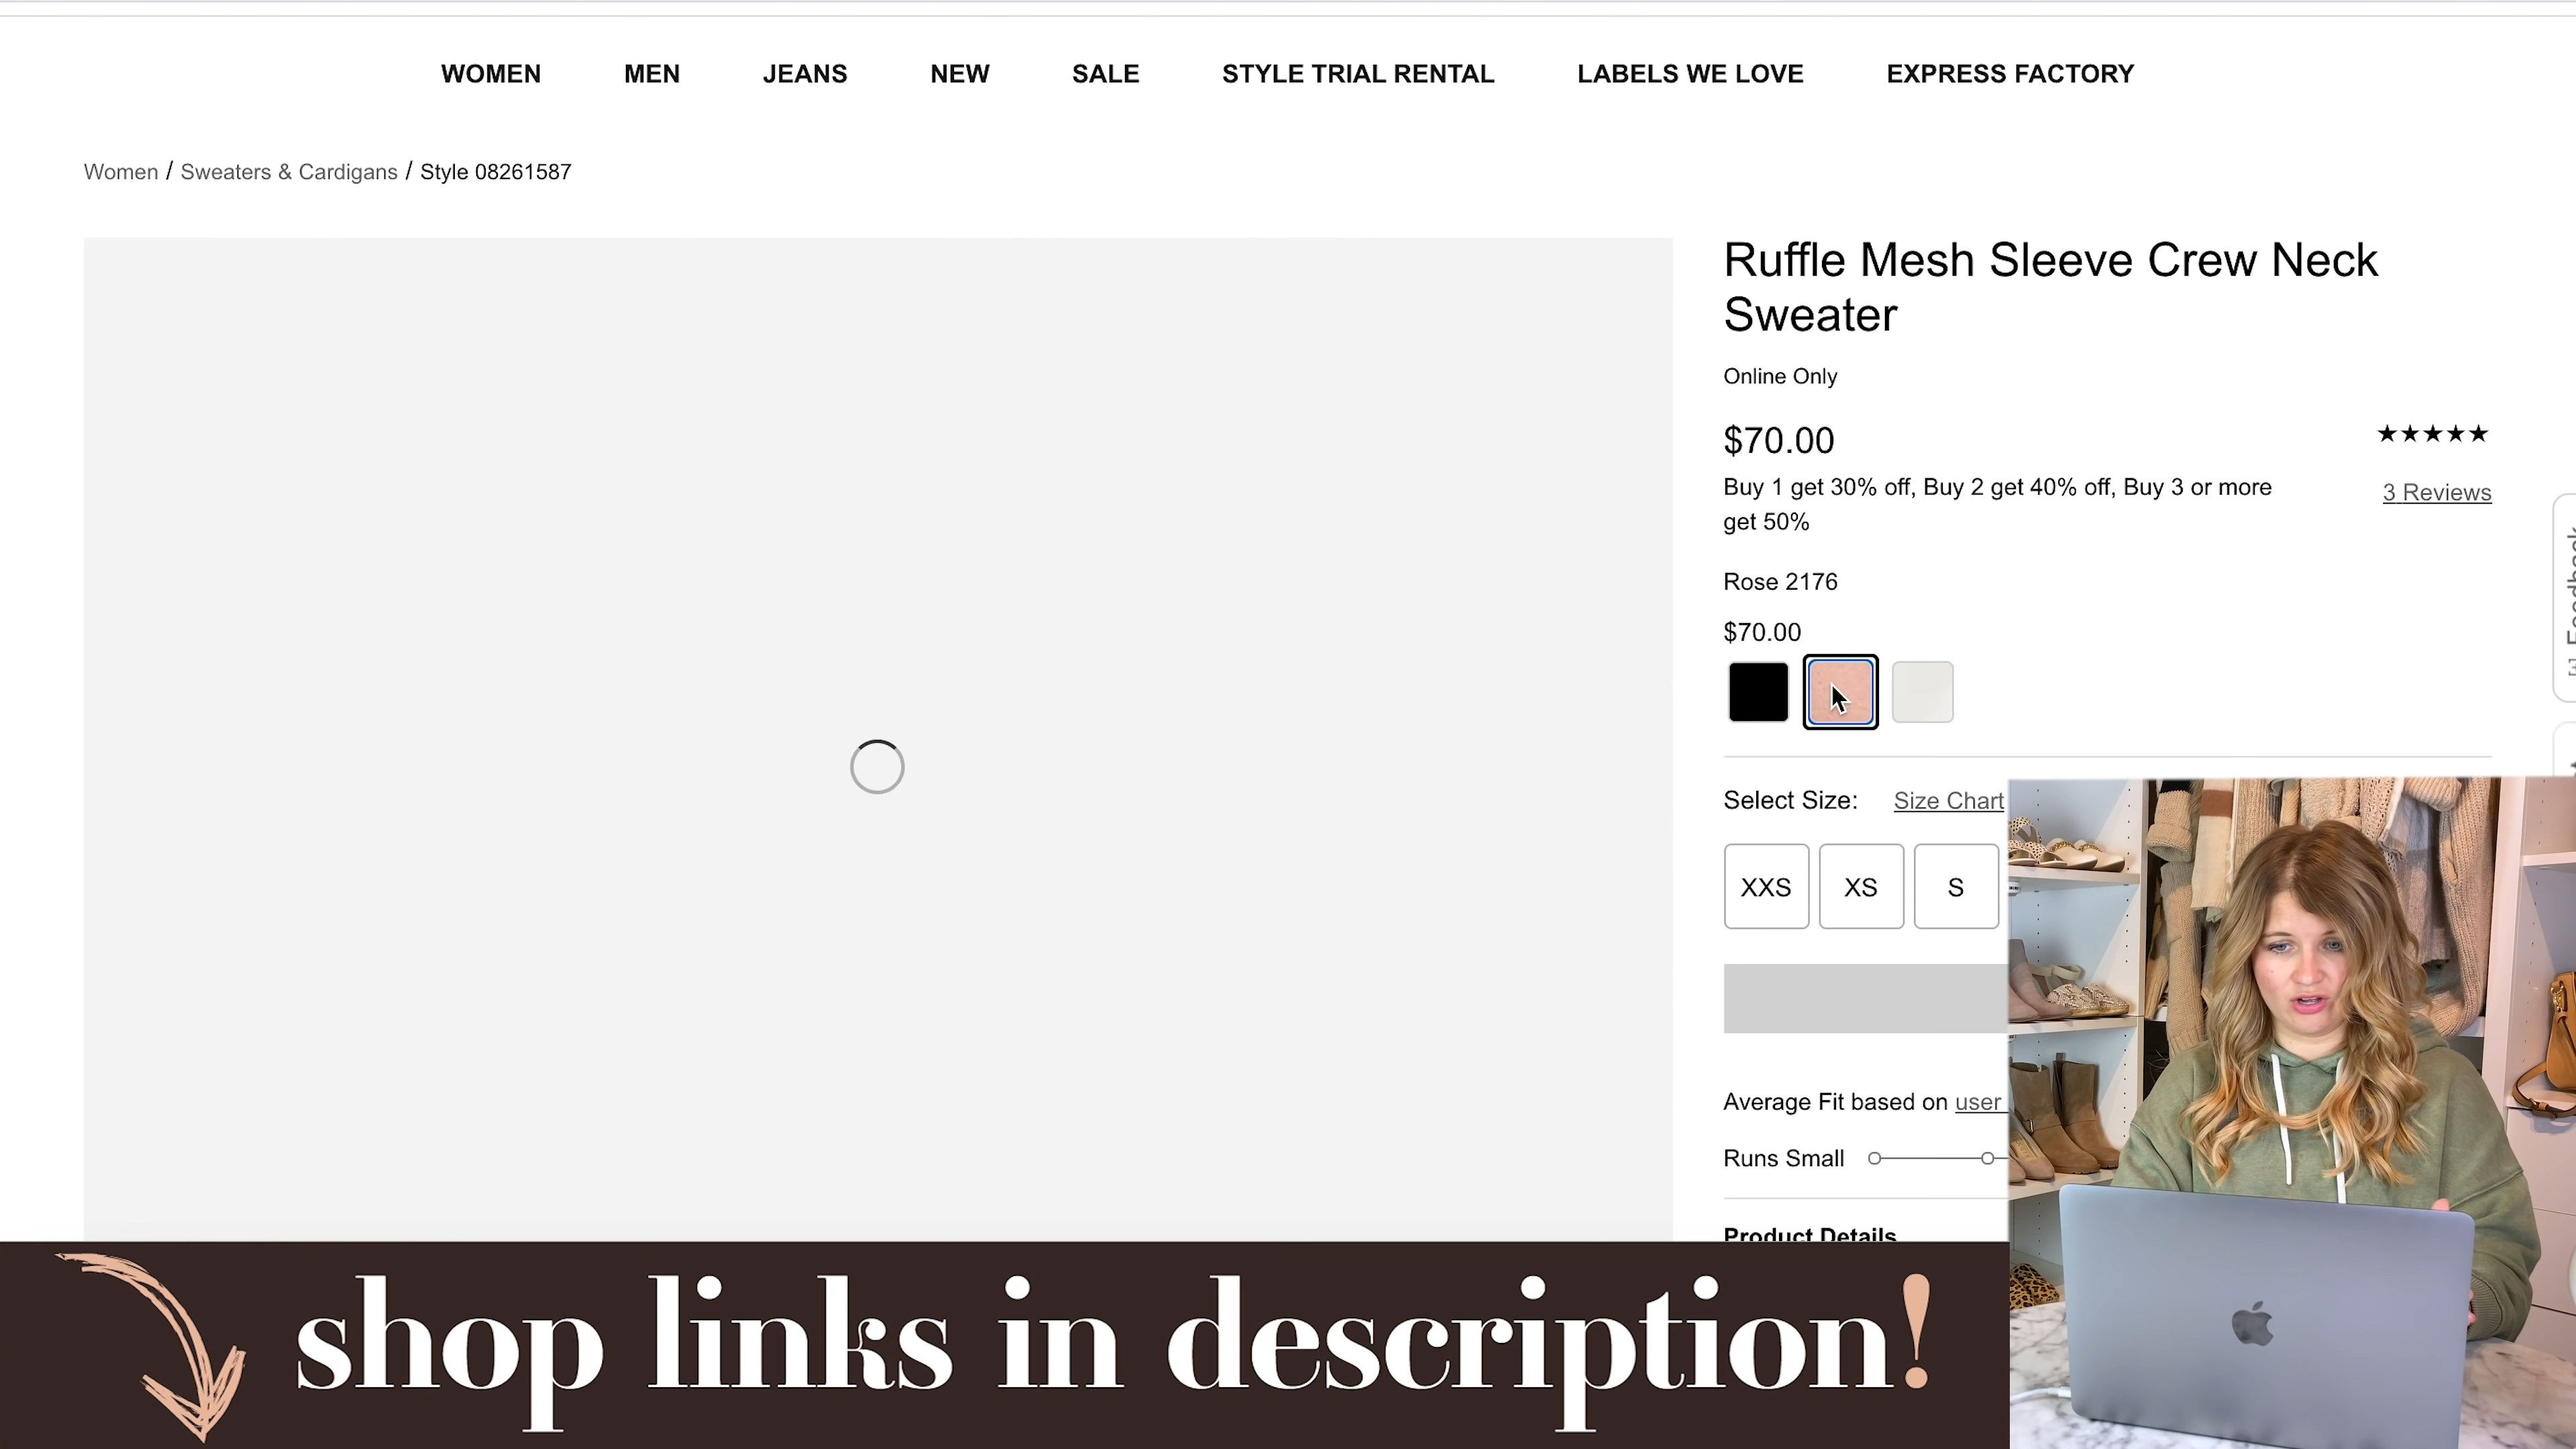 WOMEN MEN JEANS NEW SALE STYLE TRIAL RENTAL LABELS WE LOVE EXPRESS FACTORY
Women / Sweaters & Cardigans / Style 08261587
Ruffle Mesh Sleeve Crew Neck
Sweater
Online Only
$70.00
★★★★★
Buy 1 get 30% off, Buy 2 get 40% off, Buy 3 or more
get 50%
3 Reviews
Rose 2176
$70.00
Feedback
Select Size: Size Chart
XXS XS S
Average Fit based on user
Runs Small
Product Details
shop links in description!